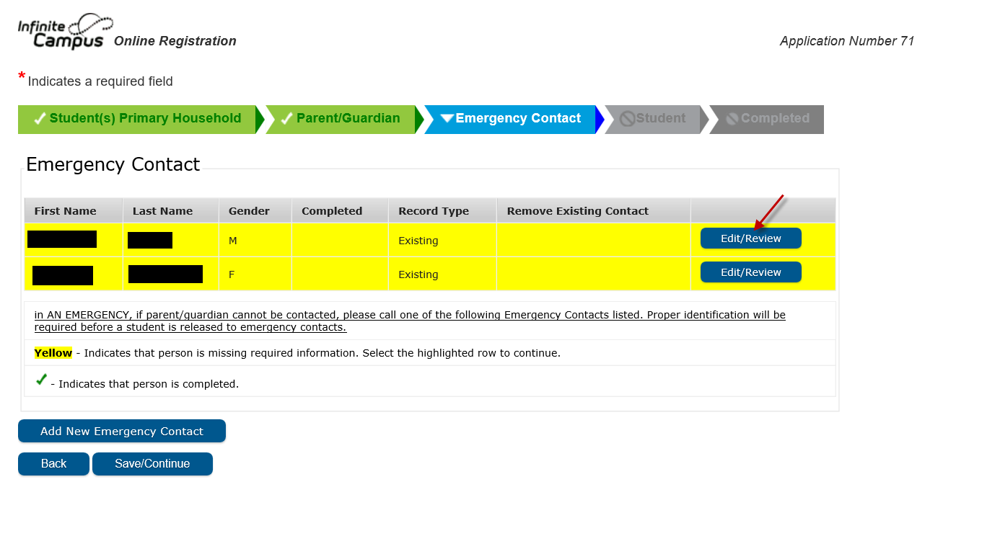 Infinite Campus Online Registration
Application Number 71
* Indicates a required field
Student(s) Primary Household Parent/Guardian Emergency Contact Student Completed
Emergency Contact
First Name Last Name Gender Completed Record Type Remove Existing Contact
M Existing Edit/Review
F Existing Edit/Review
in AN EMERGENCY, if parent/guardian cannot be contacted, please call one of the following Emergency Contacts listed. Proper identification will be
required before a student is released to emergency contacts.
Yellow - Indicates that person is missing required information. Select the highlighted row to continue.
- Indicates that person is completed.
Add New Emergency Contact
Back Save/Continue